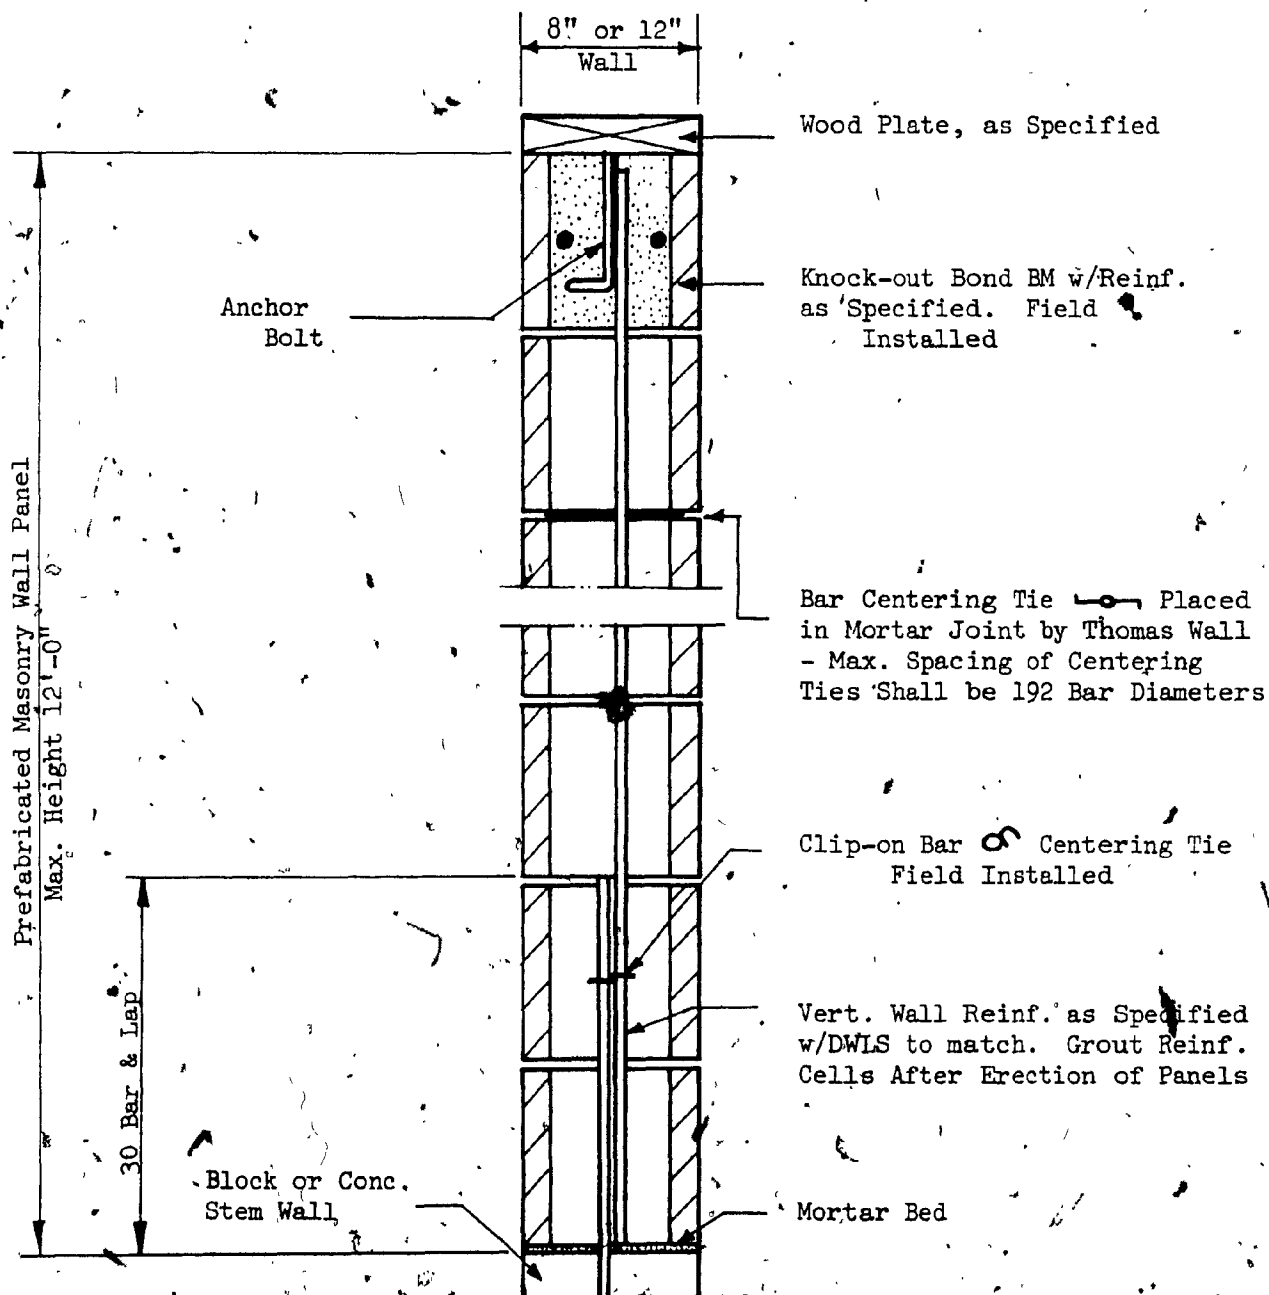 8" or 12"
Wall
Wood Plate, as Specified
Anchor
Bolt
Knock-out Bond BM w/Reinf.
as Specified. Field
Installed
Prefabricated Masonry Wall Panel
Max. Height 12'-0"
Bar Centering Tie Placed
in Mortar Joint by Thomas Wall
- Max. Spacing of Centering
Ties Shall be 192 Bar Diameters
Clip-on Bar Centering Tie
Field Installed
30 Bar & Lap
Vert. Wall Reinf. as Specified
w/DWLS to match. Grout Reinf.
Cells After Erection of Panels
Block or Conc.
Stem Wall
Mortar Bed